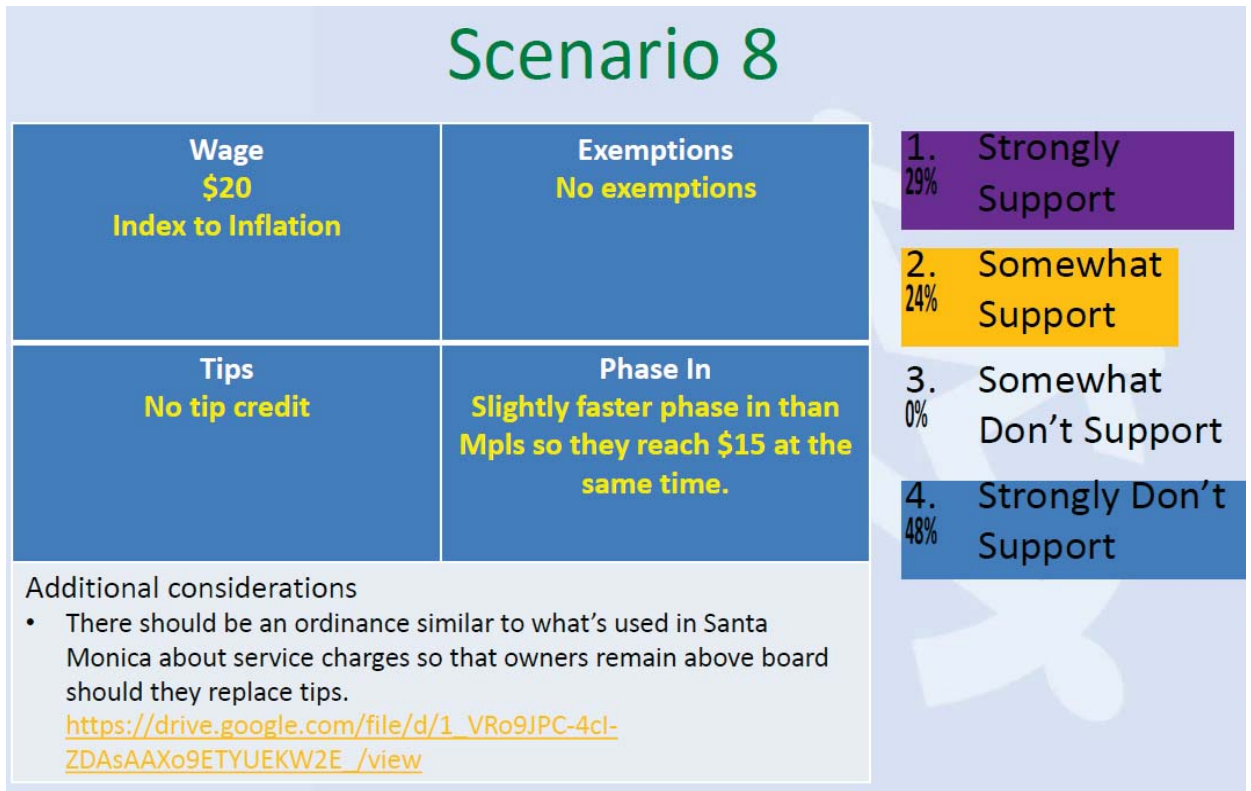 Scenario 8
Wage
$20
Index to Inflation
Exemptions
No exemptions
Tips
No tip credit
Phase In
Slightly faster phase in than
Mpls so they reach $15 at the
same time.
Additional considerations
• There should be an ordinance similar to what's used in Santa
Monica about service charges so that owners remain above board
should they replace tips.
https://drive.google.com/file/d/1_VRo9JPC-4cI-
ZDAsAAXo9ETYUEKW2E_/view
1. Strongly
29%
Support
2. Somewhat
24%
Support
3. Somewhat
0%
Don't Support
4. Strongly Don't
48%
Support